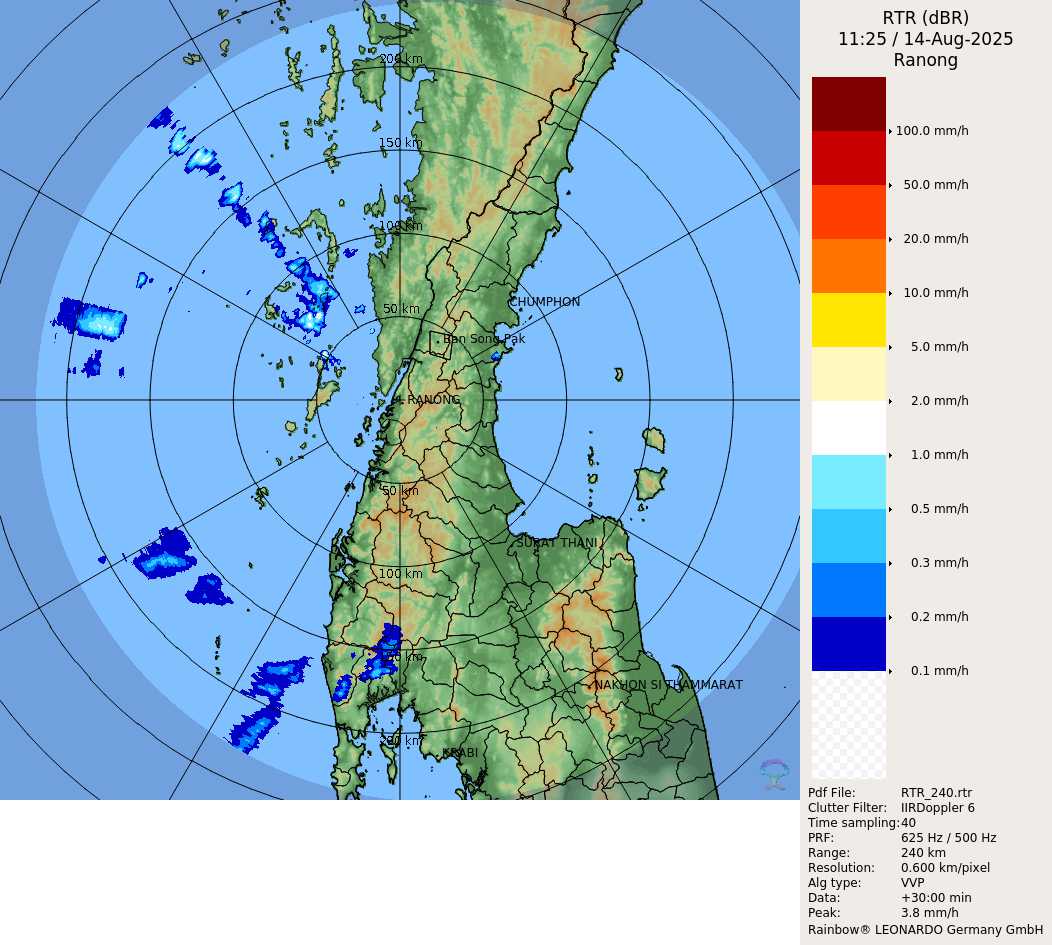 RTR (dBR)
11:25 / 14-Aug-2025
Ranong
200 km
150 km
100 km
50 km
CHUMPHON
Ban Song Pak
RANONG
50 km
SURAT THANI
100 km
NAKHON SI THAMMARAT
KRABI
100.0 mm/h
50.0 mm/h
20.0 mm/h
10.0 mm/h
5.0 mm/h
2.0 mm/h
1.0 mm/h
0.5 mm/h
0.3 mm/h
0.2 mm/h
0.1 mm/h
Pdf File: RTR_240.rtr
Clutter Filter: IIRDoppler 6
Time sampling:40
PRF: 625 Hz / 500 Hz
Range: 240 km
Resolution: 0.600 km/pixel
Alg type: VVP
Data: +30:00 min
Peak: 3.8 mm/h
Rainbow® LEONARDO Germany GmbH